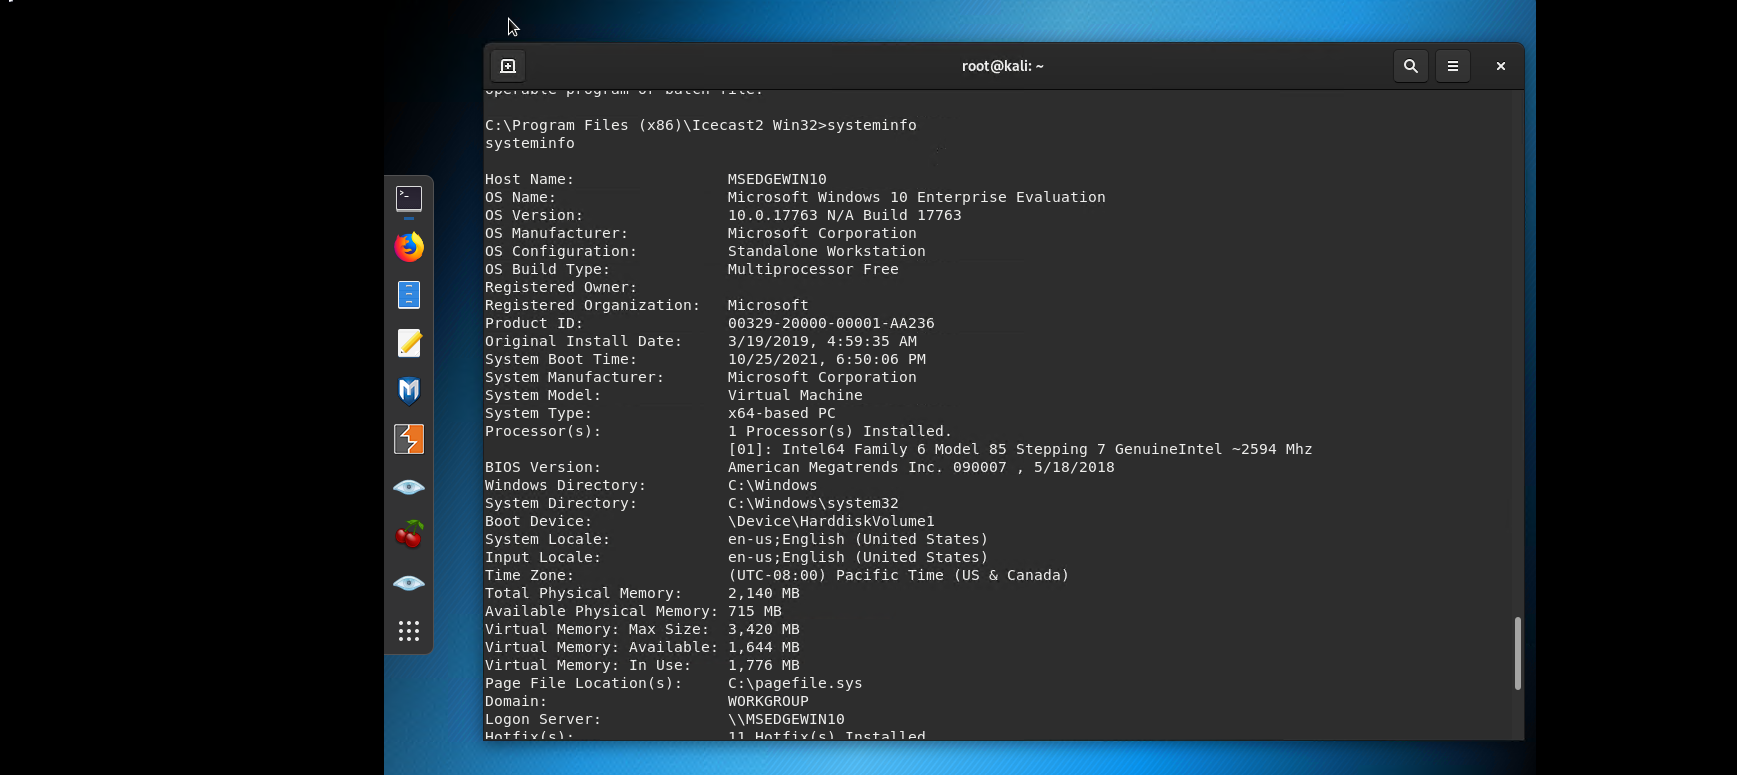 root@kali: ~
operable program or batch file.
C:\Program Files (x86)\Icecast2 Win32>systeminfo
systeminfo
Host Name: MSEDGEWIN10
OS Name: Microsoft Windows 10 Enterprise Evaluation
OS Version: 10.0.17763 N/A Build 17763
OS Manufacturer: Microsoft Corporation
OS Configuration: Standalone Workstation
OS Build Type: Multiprocessor Free
Registered Owner:
Registered Organization: Microsoft
Product ID: 00329-20000-00001-AA236
Original Install Date: 3/19/2019, 4:59:35 AM
System Boot Time: 10/25/2021, 6:50:06 PM
System Manufacturer: Microsoft Corporation
System Model: Virtual Machine
System Type: x64-based PC
Processor(s): 1 Processor(s) Installed.
[01]: Intel64 Family 6 Model 85 Stepping 7 GenuineIntel ~2594 Mhz
BIOS Version: American Megatrends Inc. 090007 , 5/18/2018
Windows Directory: C:\Windows
System Directory: C:\Windows\system32
Boot Device: \Device\HarddiskVolume1
System Locale: en-us;English (United States)
Input Locale: en-us;English (United States)
Time Zone: (UTC-08:00) Pacific Time (US & Canada)
Total Physical Memory: 2,140 MB
Available Physical Memory: 715 MB
Virtual Memory: Max Size: 3,420 MB
Virtual Memory: Available: 1,644 MB
Virtual Memory: In Use: 1,776 MB
Page File Location(s): C:\pagefile.sys
Domain: WORKGROUP
Logon Server: \\MSEDGEWIN10
Hotfix(s): 11 Hotfix(s) Installed.